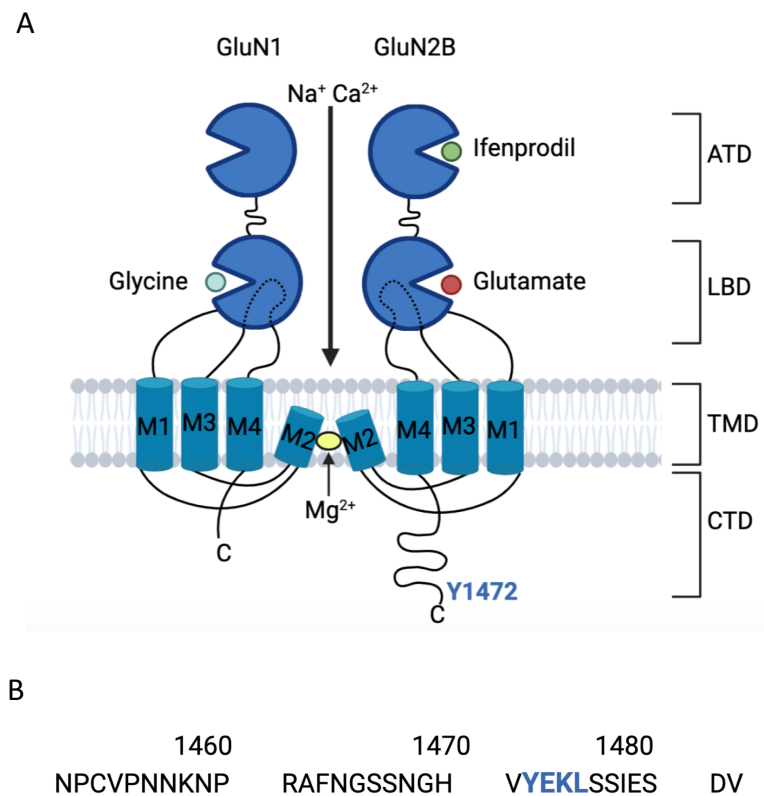 A
GluN1 GluN2B
Na⁺ Ca²⁺
Ifenprodil
ATD
Glycine
Glutamate
LBD
M1 M3 M4 M2 M2 M4 M3 M1
TMD
Mg²⁺
CTD
C
Y1472
C
B
1460 1470 1480
NPCVPNNKNP RAFNGSSNGH VYEKLSSIES DV